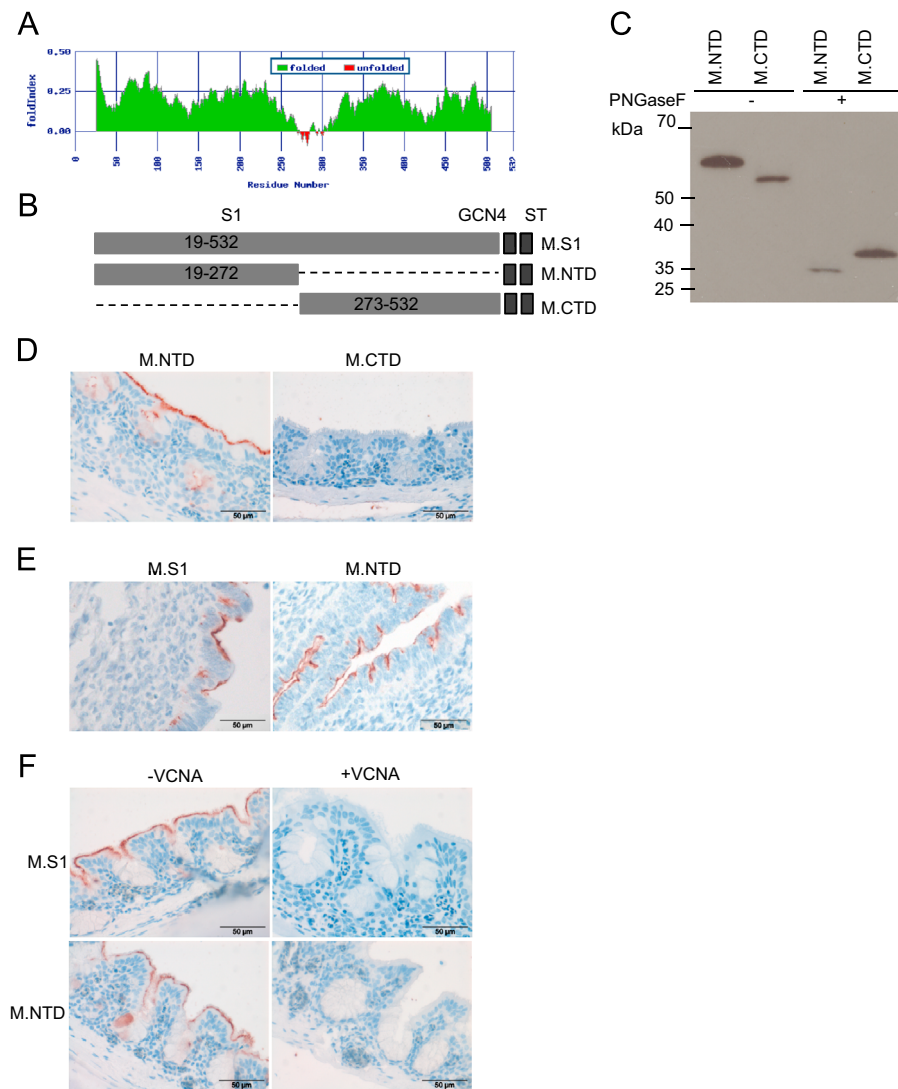 A
0.50
0.25
0.00
foldIndex
folded unfolded
0 50 100 150 200 250 300 350 400 450 500 532
Residue Number
B
S1 GCN4 ST
19-532 M.S1
19-272 M.NTD
273-532 M.CTD
C
M.NTD M.CTD M.NTD M.CTD
PNGaseF - +
kDa
70
50
40
35
25
D
M.NTD M.CTD
50 µm 50 µm
E
M.S1 M.NTD
50 µm 50 µm
F
-VCNA +VCNA
M.S1
50 µm 50 µm
M.NTD
50 µm 50 µm